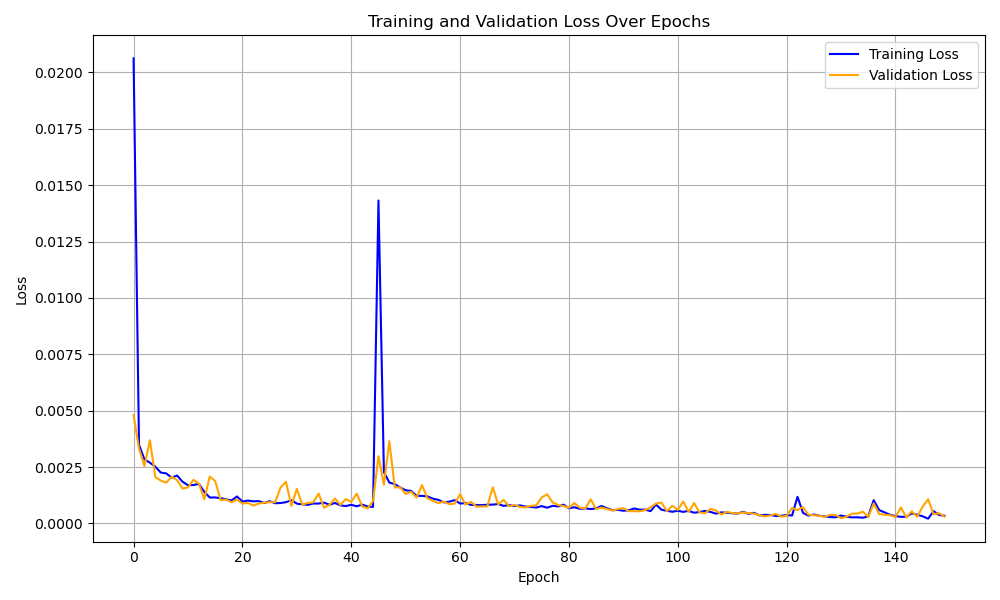 Training and Validation Loss Over Epochs
Training Loss
Validation Loss
0.0200
0.0175
0.0150
0.0125
0.0100
0.0075
0.0050
0.0025
0.0000
Loss
0 20 40 60 80 100 120 140
Epoch